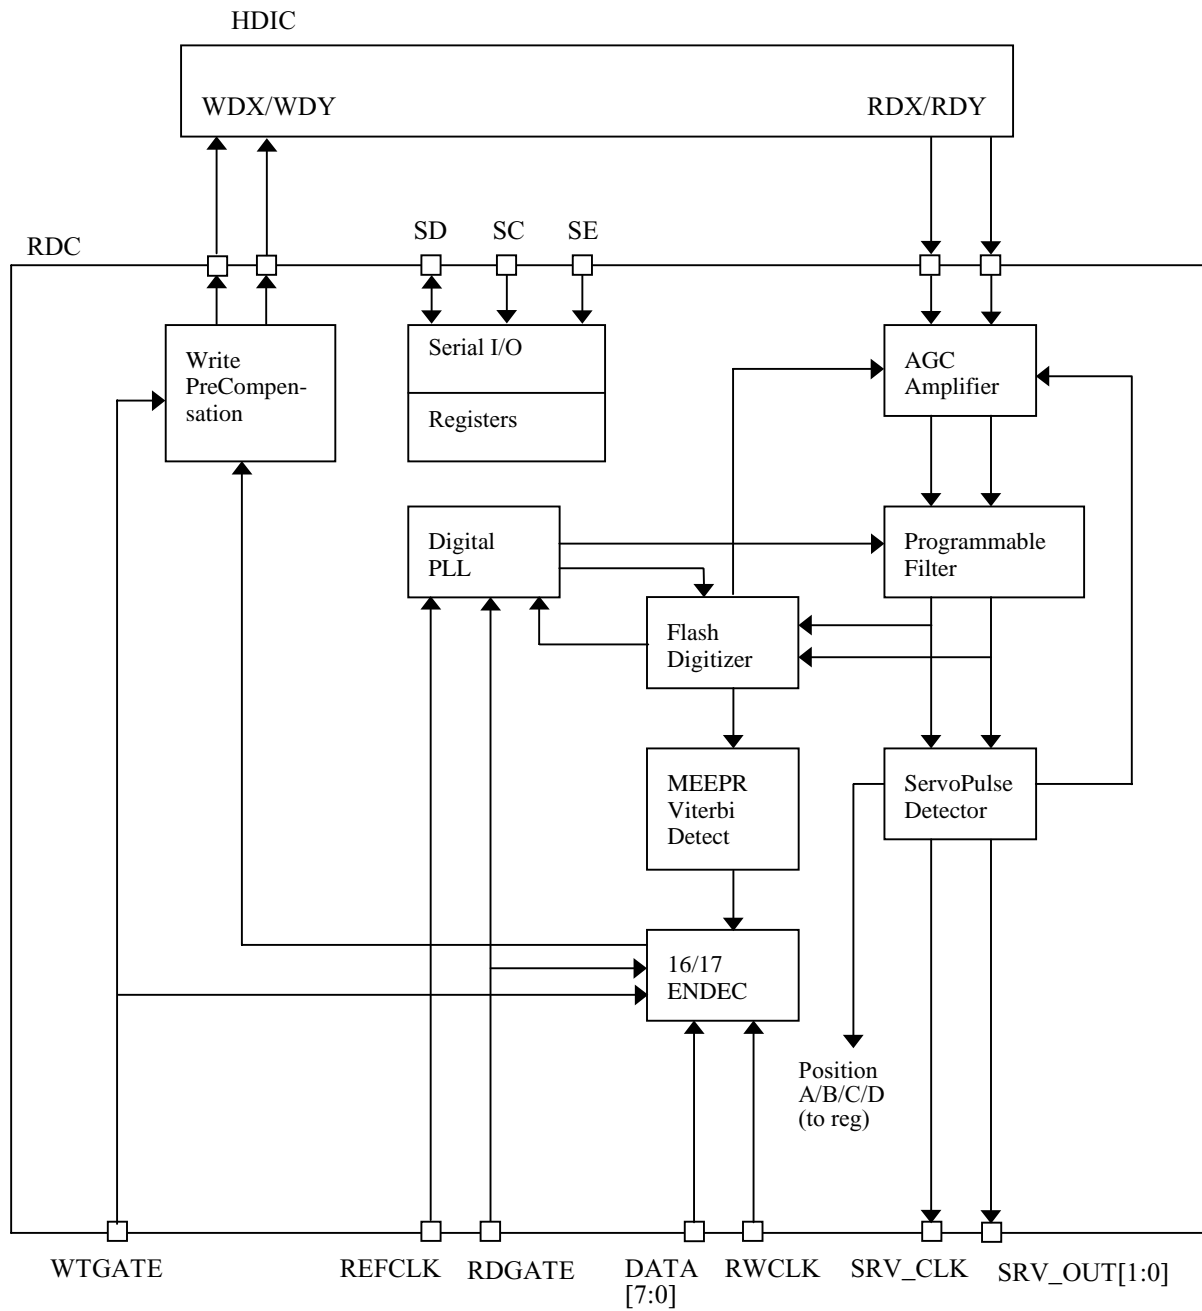 HDIC
WDX/WDY
RDX/RDY
RDC
SD
SC
SE
Write
PreCompen-
sation
Serial I/O
Registers
AGC
Amplifier
Digital
PLL
Programmable
Filter
Flash
Digitizer
MEEPR
Viterbi
Detect
ServoPulse
Detector
16/17
ENDEC
Position
A/B/C/D
(to reg)
WTGATE
REFCLK
RDGATE
DATA
[7:0]
RWCLK
SRV_CLK
SRV_OUT[1:0]